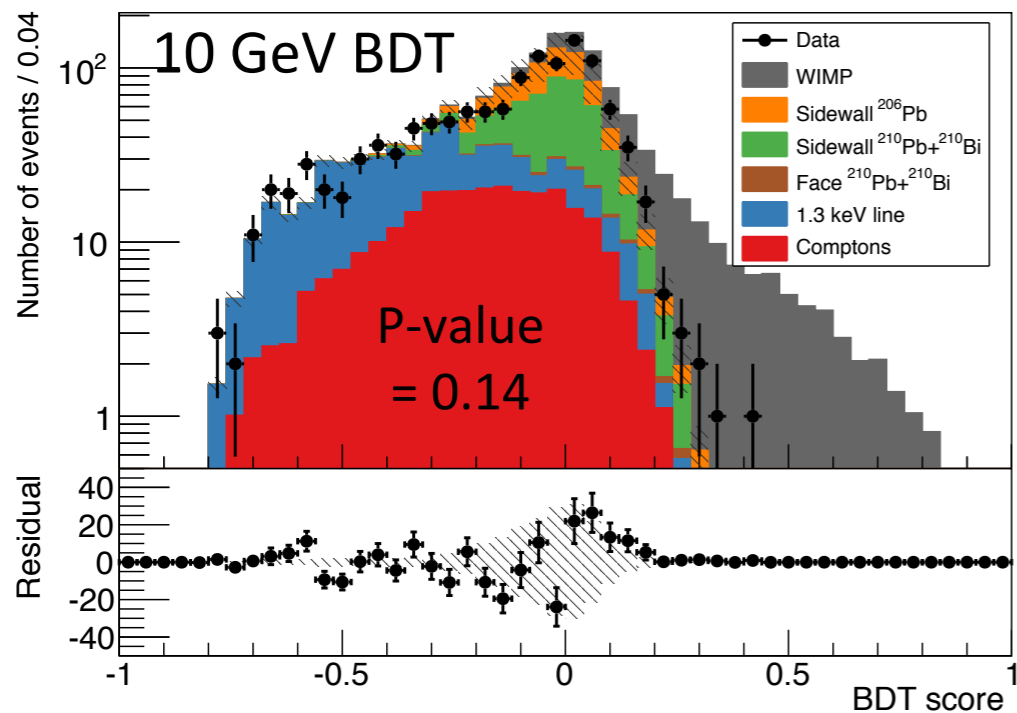 Number of events / 0.04
10²
10
1
10 GeV BDT
P-value
= 0.14
Data
WIMP
Sidewall ²⁰⁶Pb
Sidewall ²¹⁰Pb+²¹⁰Bi
Face ²¹⁰Pb+²¹⁰Bi
1.3 keV line
Comptons
Residual
40
20
0
-20
-40
-1 -0.5 0 0.5 1
BDT score